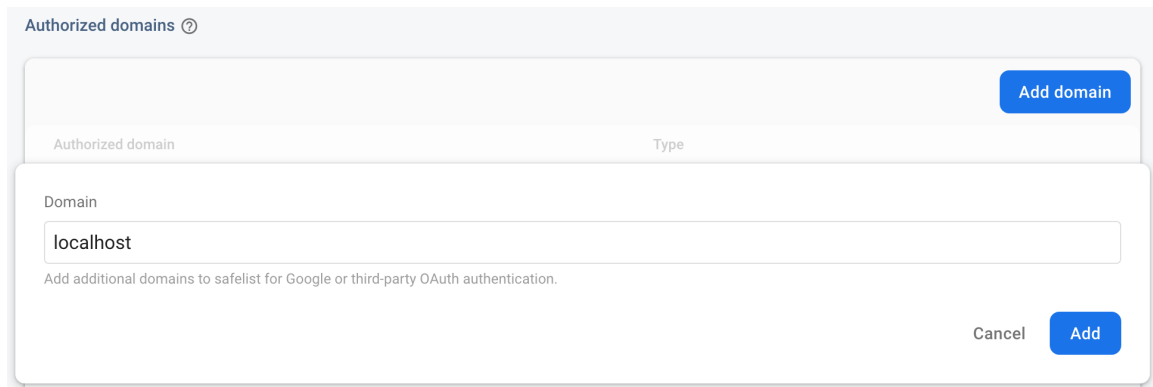 Authorized domains
Add domain
Authorized domain Type
Domain
localhost
Add additional domains to safelist for Google or third-party OAuth authentication.
Cancel Add